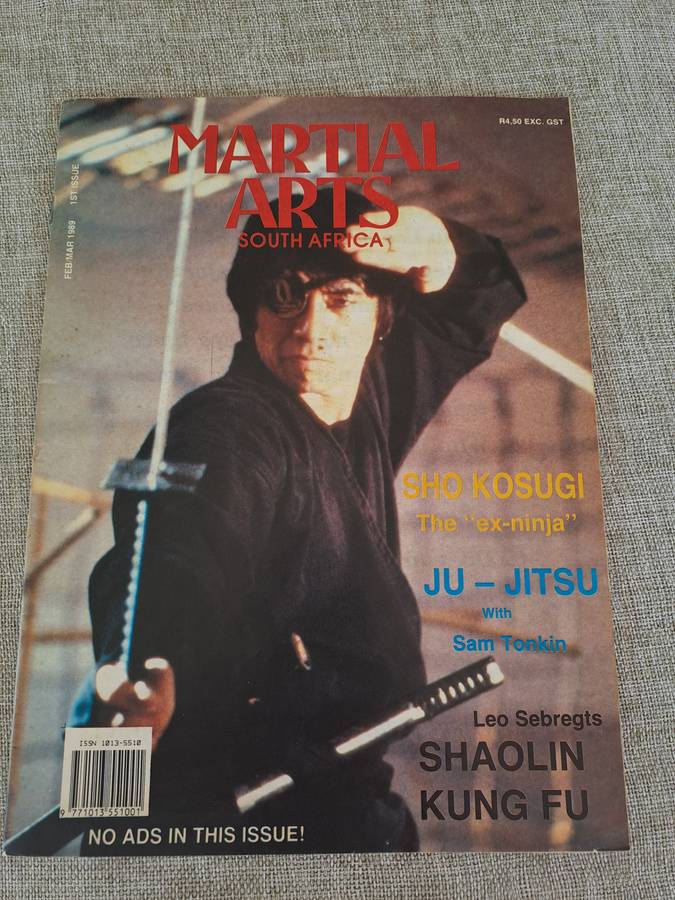 R4,50 EXC. GST
MARTIAL
ARTS
SOUTH AFRICA
FEB/MAR 1989 1ST ISSUE
SHO KOSUGI
The "ex-ninja"
JU – JITSU
With
Sam Tonkin
Leo Sebregts
SHAOLIN
KUNG FU
ISSN 1013-5510
9 771013 551001
NO ADS IN THIS ISSUE!